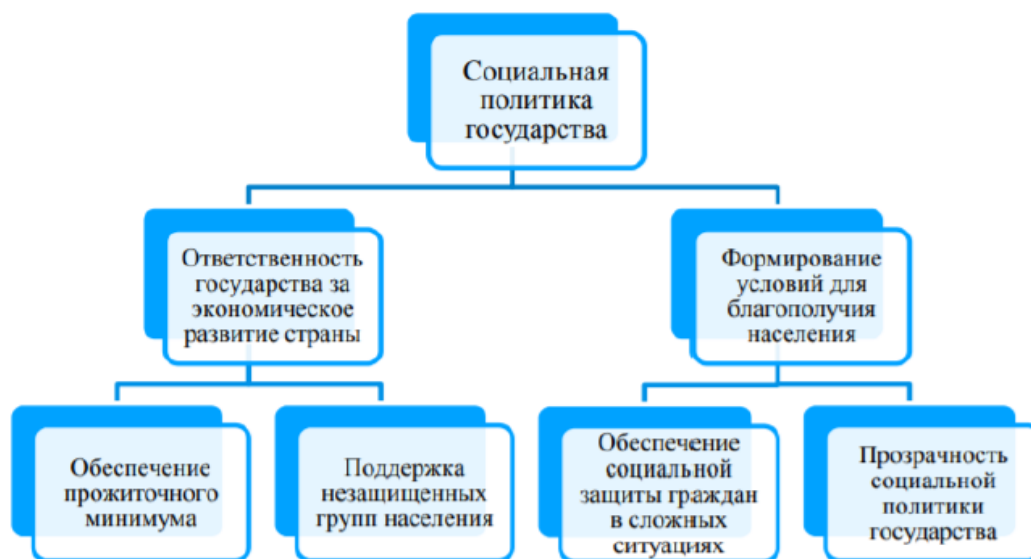 Социальная
политика
государства
Ответственность
государства за
экономическое
развитие страны
Формирование
условий для
благополучия
населения
Обеспечение
прожиточного
минимума
Поддержка
незащищенных
групп населения
Обеспечение
социальной
защиты граждан
в сложных
ситуациях
Прозрачность
социальной
политики
государства